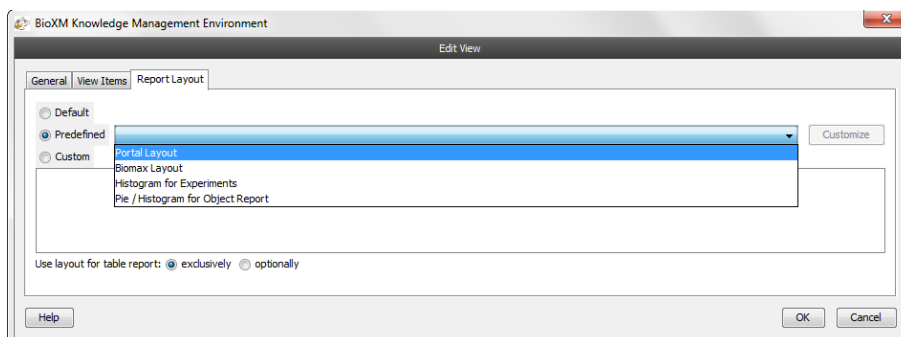 BioXM Knowledge Management Environment
Edit View
General View Items Report Layout
Default
Predefined Customize
Custom Portal Layout
Biomax Layout
Histogram for Experiments
Pie / Histogram for Object Report
Use layout for table report: exclusively optionally
Help OK Cancel